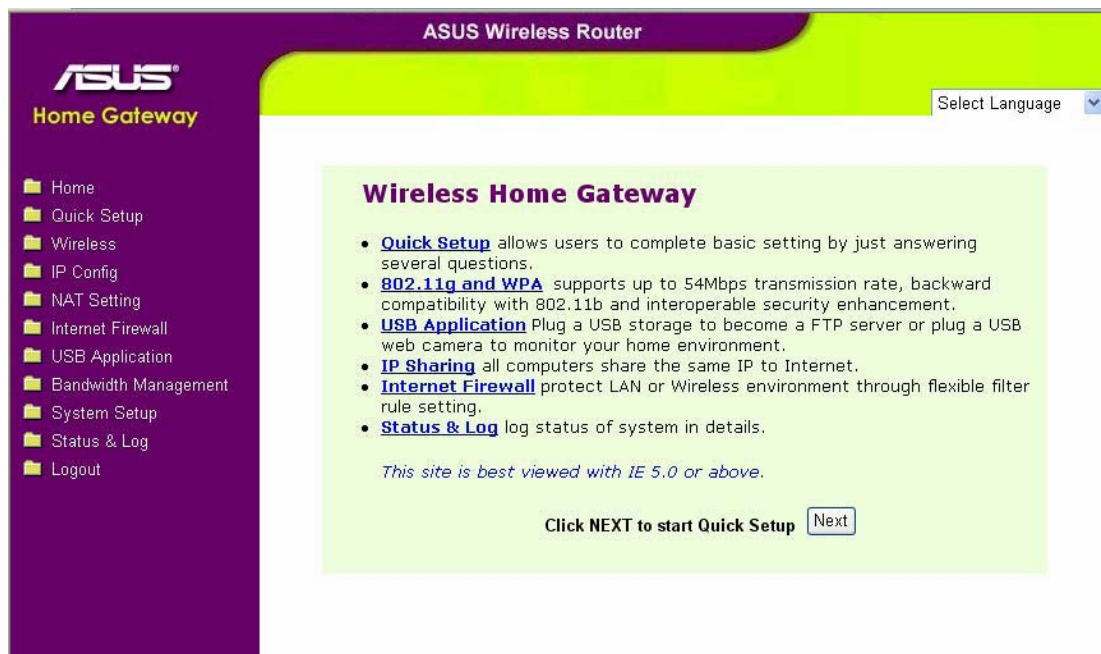 ASUS Wireless Router
ASUS
Home Gateway
Select Language
Home
Quick Setup
Wireless
IP Config
NAT Setting
Internet Firewall
USB Application
Bandwidth Management
System Setup
Status & Log
Logout
Wireless Home Gateway
Quick Setup allows users to complete basic setting by just answering
several questions.
802.11g and WPA supports up to 54Mbps transmission rate, backward
compatibility with 802.11b and interoperable security enhancement.
USB Application Plug a USB storage to become a FTP server or plug a USB
web camera to monitor your home environment.
IP Sharing all computers share the same IP to Internet.
Internet Firewall protect LAN or Wireless environment through flexible filter
rule setting.
Status & Log log status of system in details.
This site is best viewed with IE 5.0 or above.
Click NEXT to start Quick Setup Next